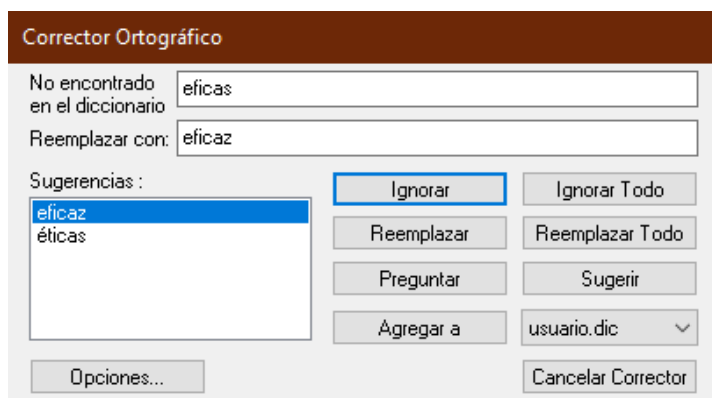 Corrector Ortográfico
No encontrado
en el diccionario
eficas
Reemplazar con: eficaz
Sugerencias :
eficaz
éticas
Ignorar
Ignorar Todo
Reemplazar
Reemplazar Todo
Preguntar
Sugerir
Agregar a
usuario.dic
Opciones...
Cancelar Corrector